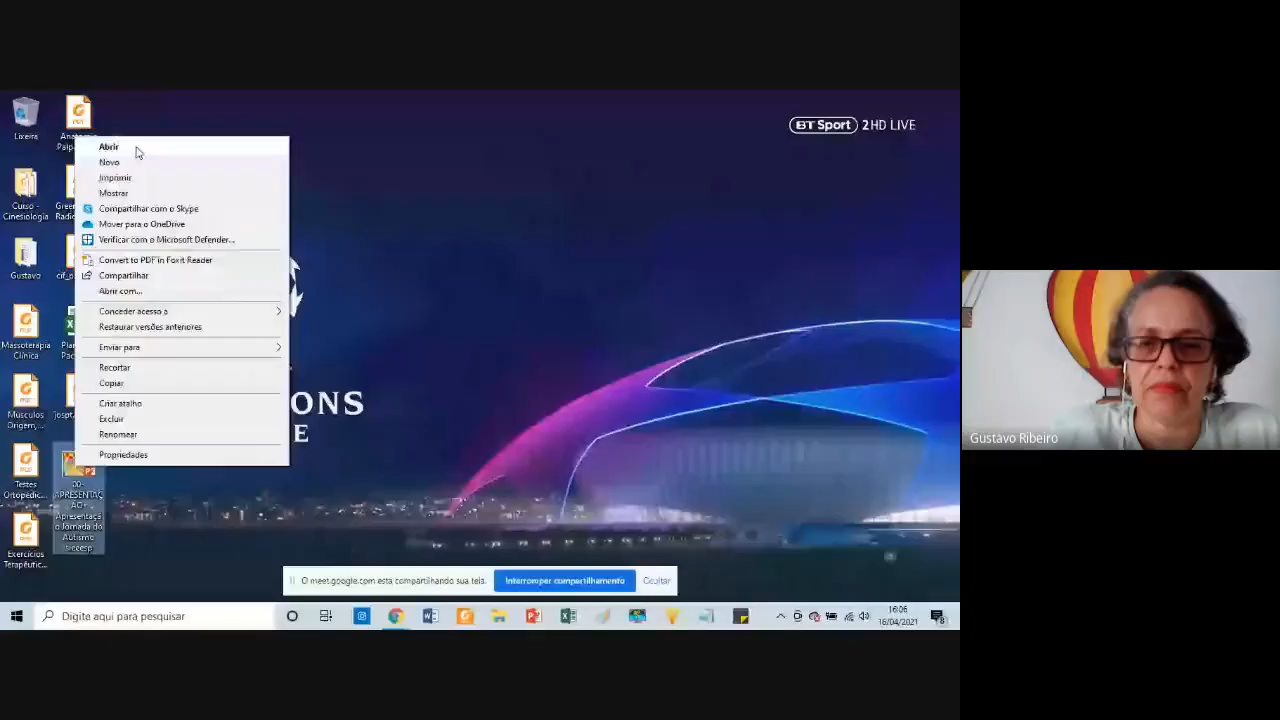 BT Sport 2HD LIVE
Lixeira
Curso -
Cinesiologia
Gustavo
Massoterapia
Clínica
Músculos
Origem,...
Testes
Ortopédic...
Exercícios
Terapêutic...
00-
Autismo
Abrir
Novo
Imprimir
Mostrar
Compartilhar com o Skype
Mover para o OneDrive
Verificar com o Microsoft Defender...
Convert to PDF in Foxit Reader
Compartilhar
Abrir com...
Conceder acesso a
Restaurar versões anteriores
Enviar para
Recortar
Copiar
Criar atalho
Excluir
Renomear
Propriedades
ONS
E
O meet.google.com está compartilhando sua tela.
Interromper compartilhamento
Ocultar
Digite aqui para pesquisar
16:06
16/04/2021
Gustavo Ribeiro